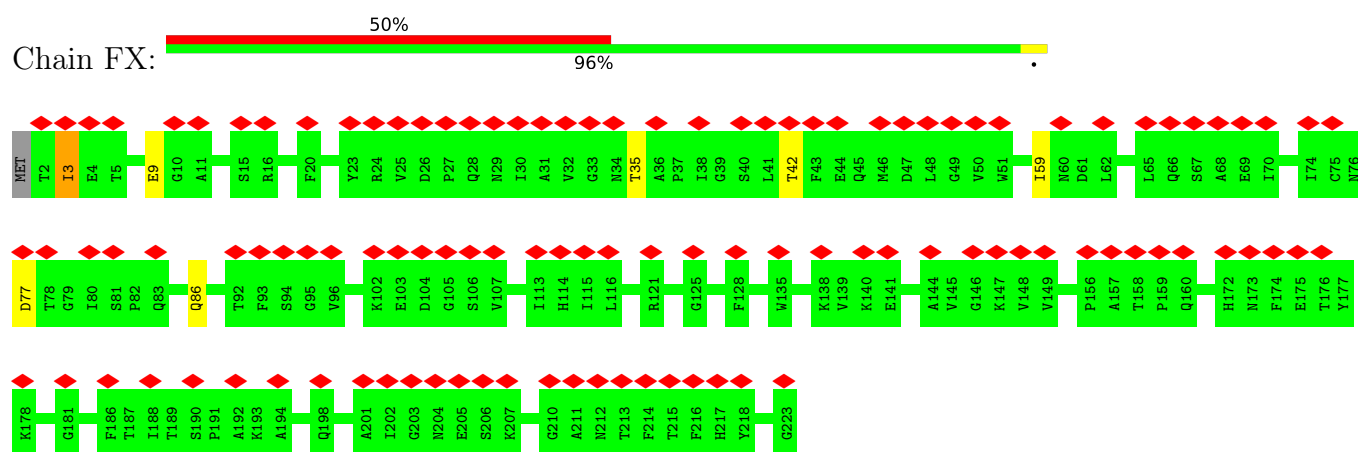 50%
Chain FX:
96%
•
MET T2 I3 E4 T5 E9 G10 A11 S15 R16 F20 Y23 R24 V25 D26 P27 Q28 N29 I30 A31 V32 G33 N34 T35 A36 P37 I38 G39 S40 L41 T42 F43 E44 Q45 M46 D47 L48 G49 V50 W51 I59 N60 D61 L62 L65 Q66 S67 A68 E69 I70 I74 C75 N76
D77 T78 G79 I80 S81 P82 Q83 Q86 T92 F93 S94 G95 V96 K102 E103 D104 G105 S106 V107 I113 H114 I115 L116 R121 G125 F128 W135 K138 V139 K140 E141 A144 V145 G146 K147 V148 V149 P156 A157 T158 P159 Q160 H172 N173 F174 E175 T176 Y177
K178 G181 F186 T187 I188 T189 S190 P191 A192 K193 A194 Q198 A201 I202 G203 N204 E205 S206 K207 G210 A211 N212 T213 F214 T215 F216 H217 Y218 G223